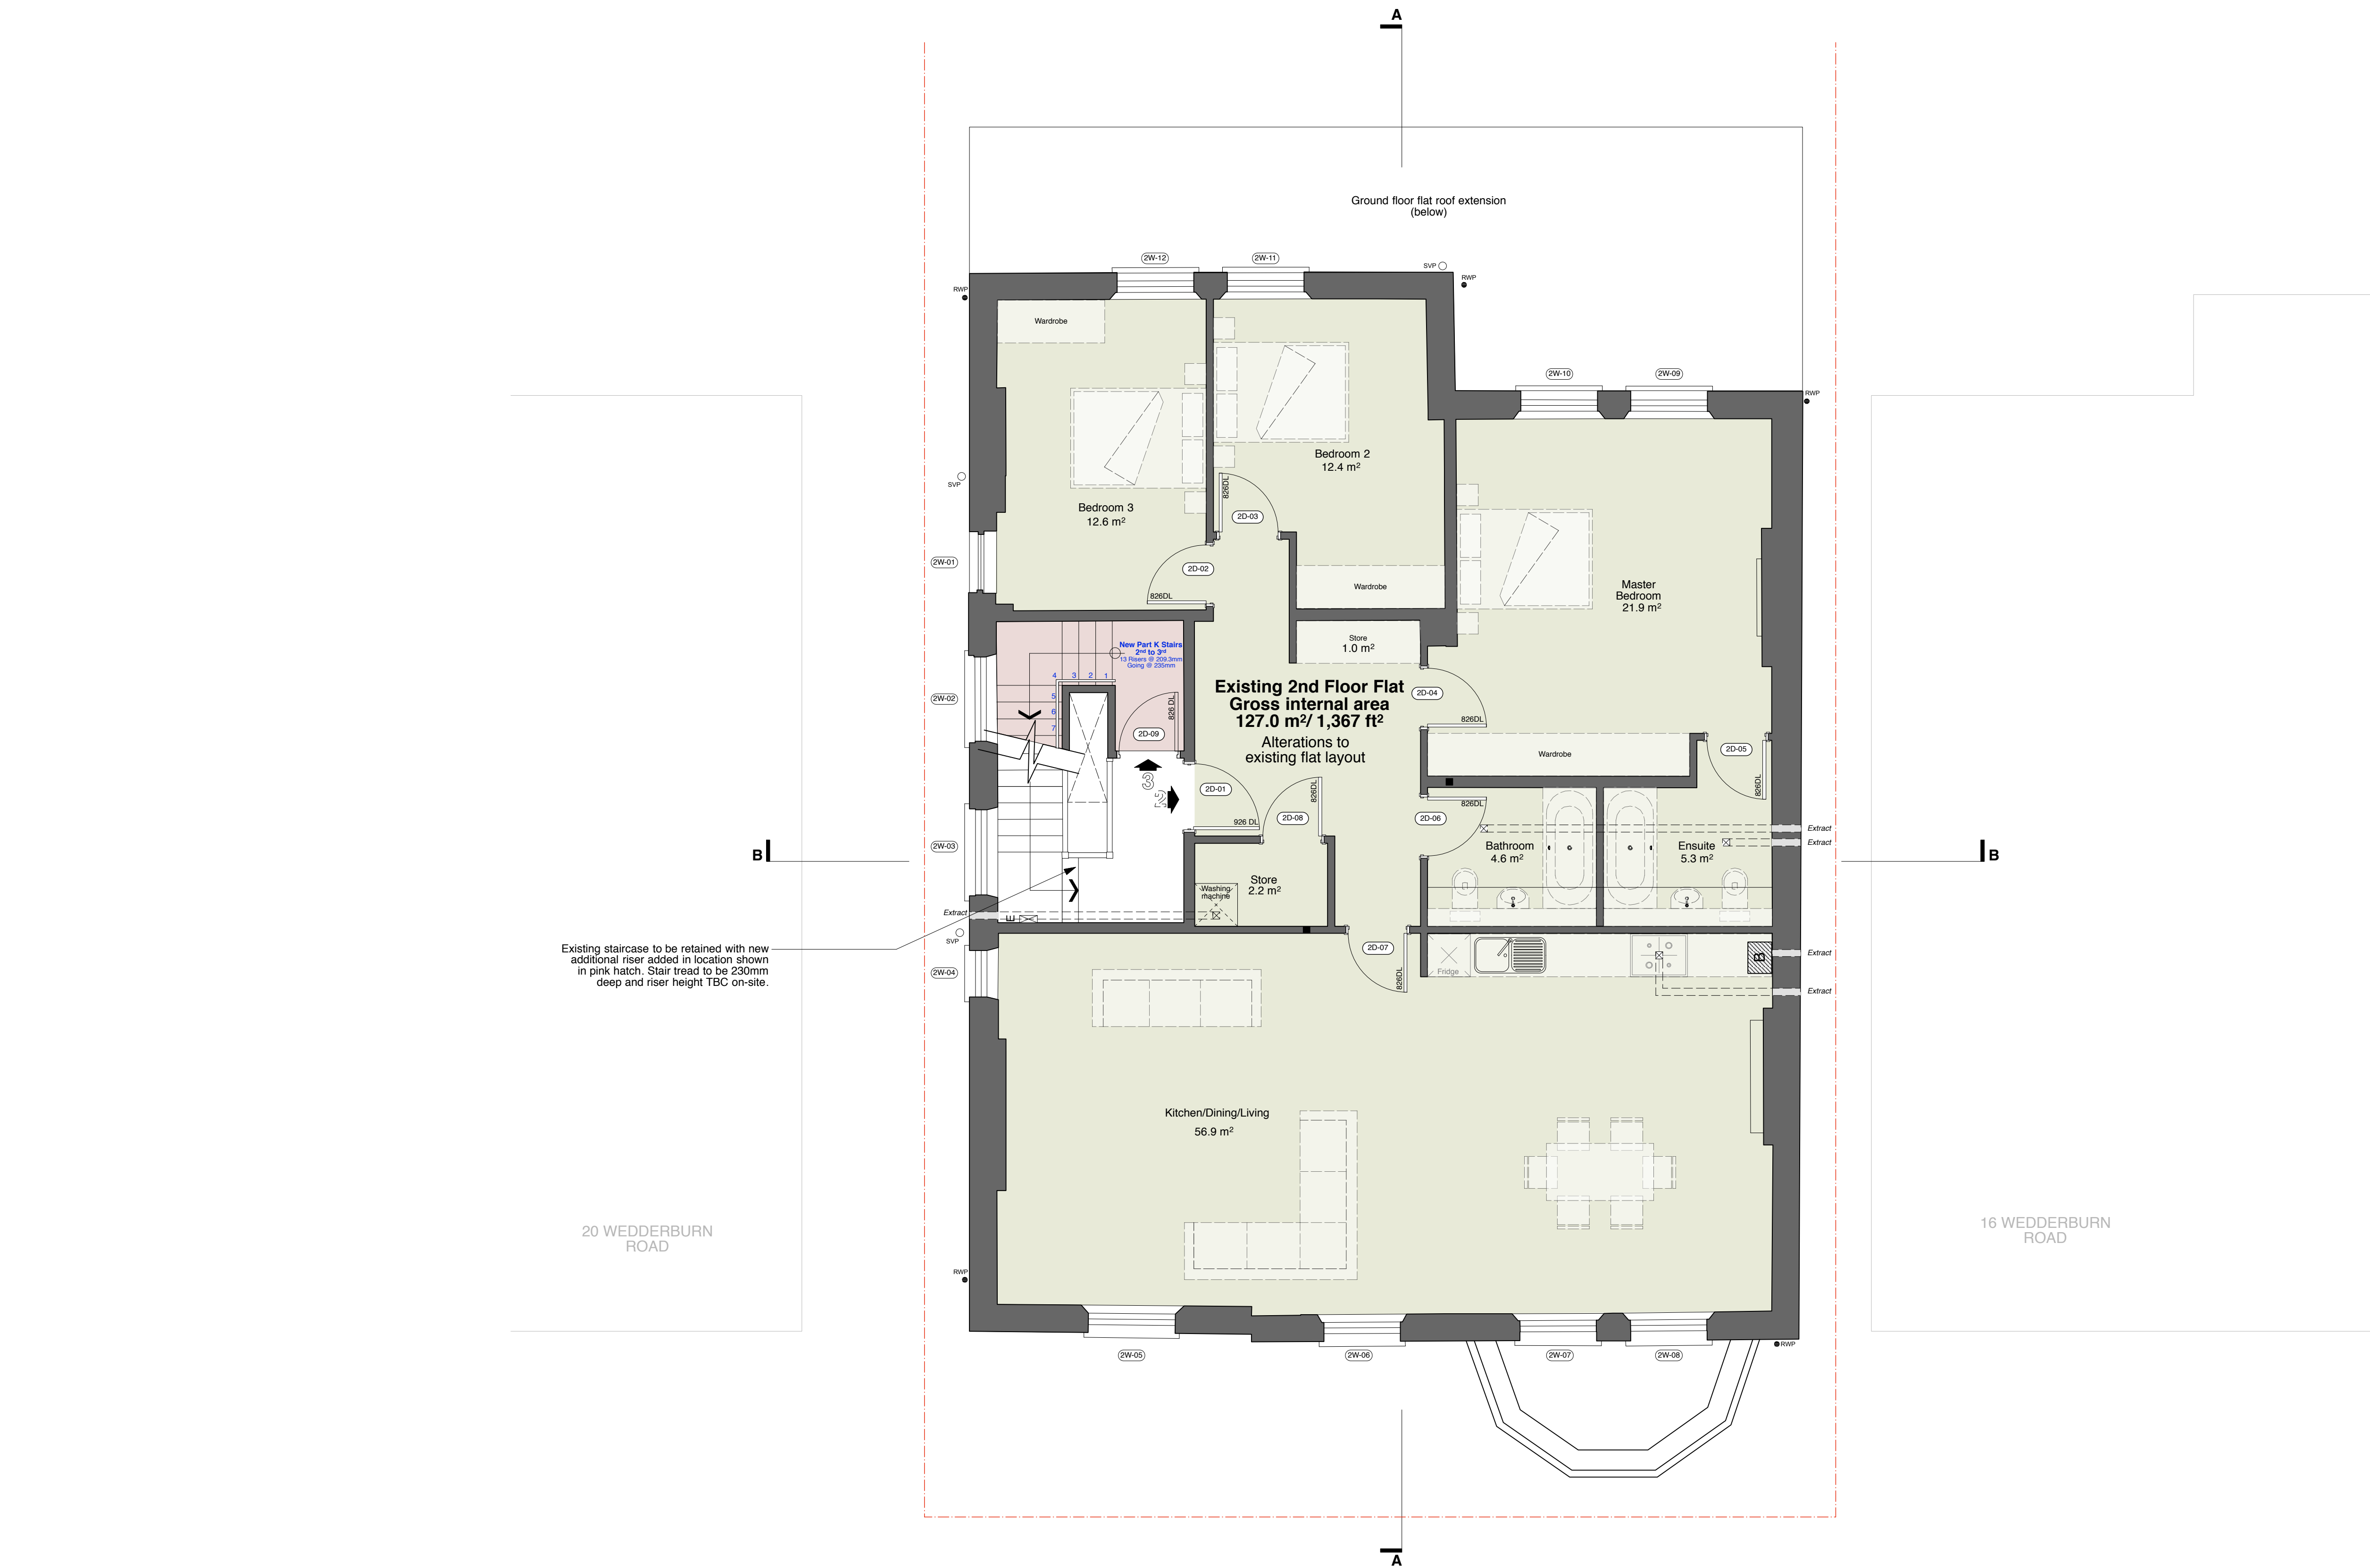 A
Ground floor flat roof extension
(below)
2W-12
2W-11
SVP
RWP
RWP
Wardrobe
2W-10
2W-09
RWP
Bedroom 2
12.4 m²
SVP
826DL
Bedroom 3
12.6 m²
2D-03
2W-01
2D-02
826DL
Wardrobe
Master
Bedroom
21.9 m²
New Part K Stairs
2nd to 3rd
13 Risers @ 209.3mm
Going @ 235mm
Store
1.0 m²
4 3 2 1
5
6
7
2W-02
826 DL
2D-09
Existing 2nd Floor Flat
Gross internal area
127.0 m²/ 1,367 ft²
Alterations to
existing flat layout
2D-04
826DL
Wardrobe
2D-05
826DL
3
2
2D-01
926 DL
826DL
2D-08
826DL
2D-06
Extract
Extract
2W-03
B
B
Bathroom
4.6 m²
Ensuite
5.3 m²
Store
2.2 m²
Washing
machine
Extract
E
SVP
Existing staircase to be retained with new
additional riser added in location shown
in pink hatch. Stair tread to be 230mm
deep and riser height TBC on-site.
2D-07
826DL
Fridge
B
Extract
Extract
2W-04
Kitchen/Dining/Living
56.9 m²
20 WEDDERBURN
ROAD
16 WEDDERBURN
ROAD
RWP
RWP
2W-05
2W-06
2W-07
2W-08
A